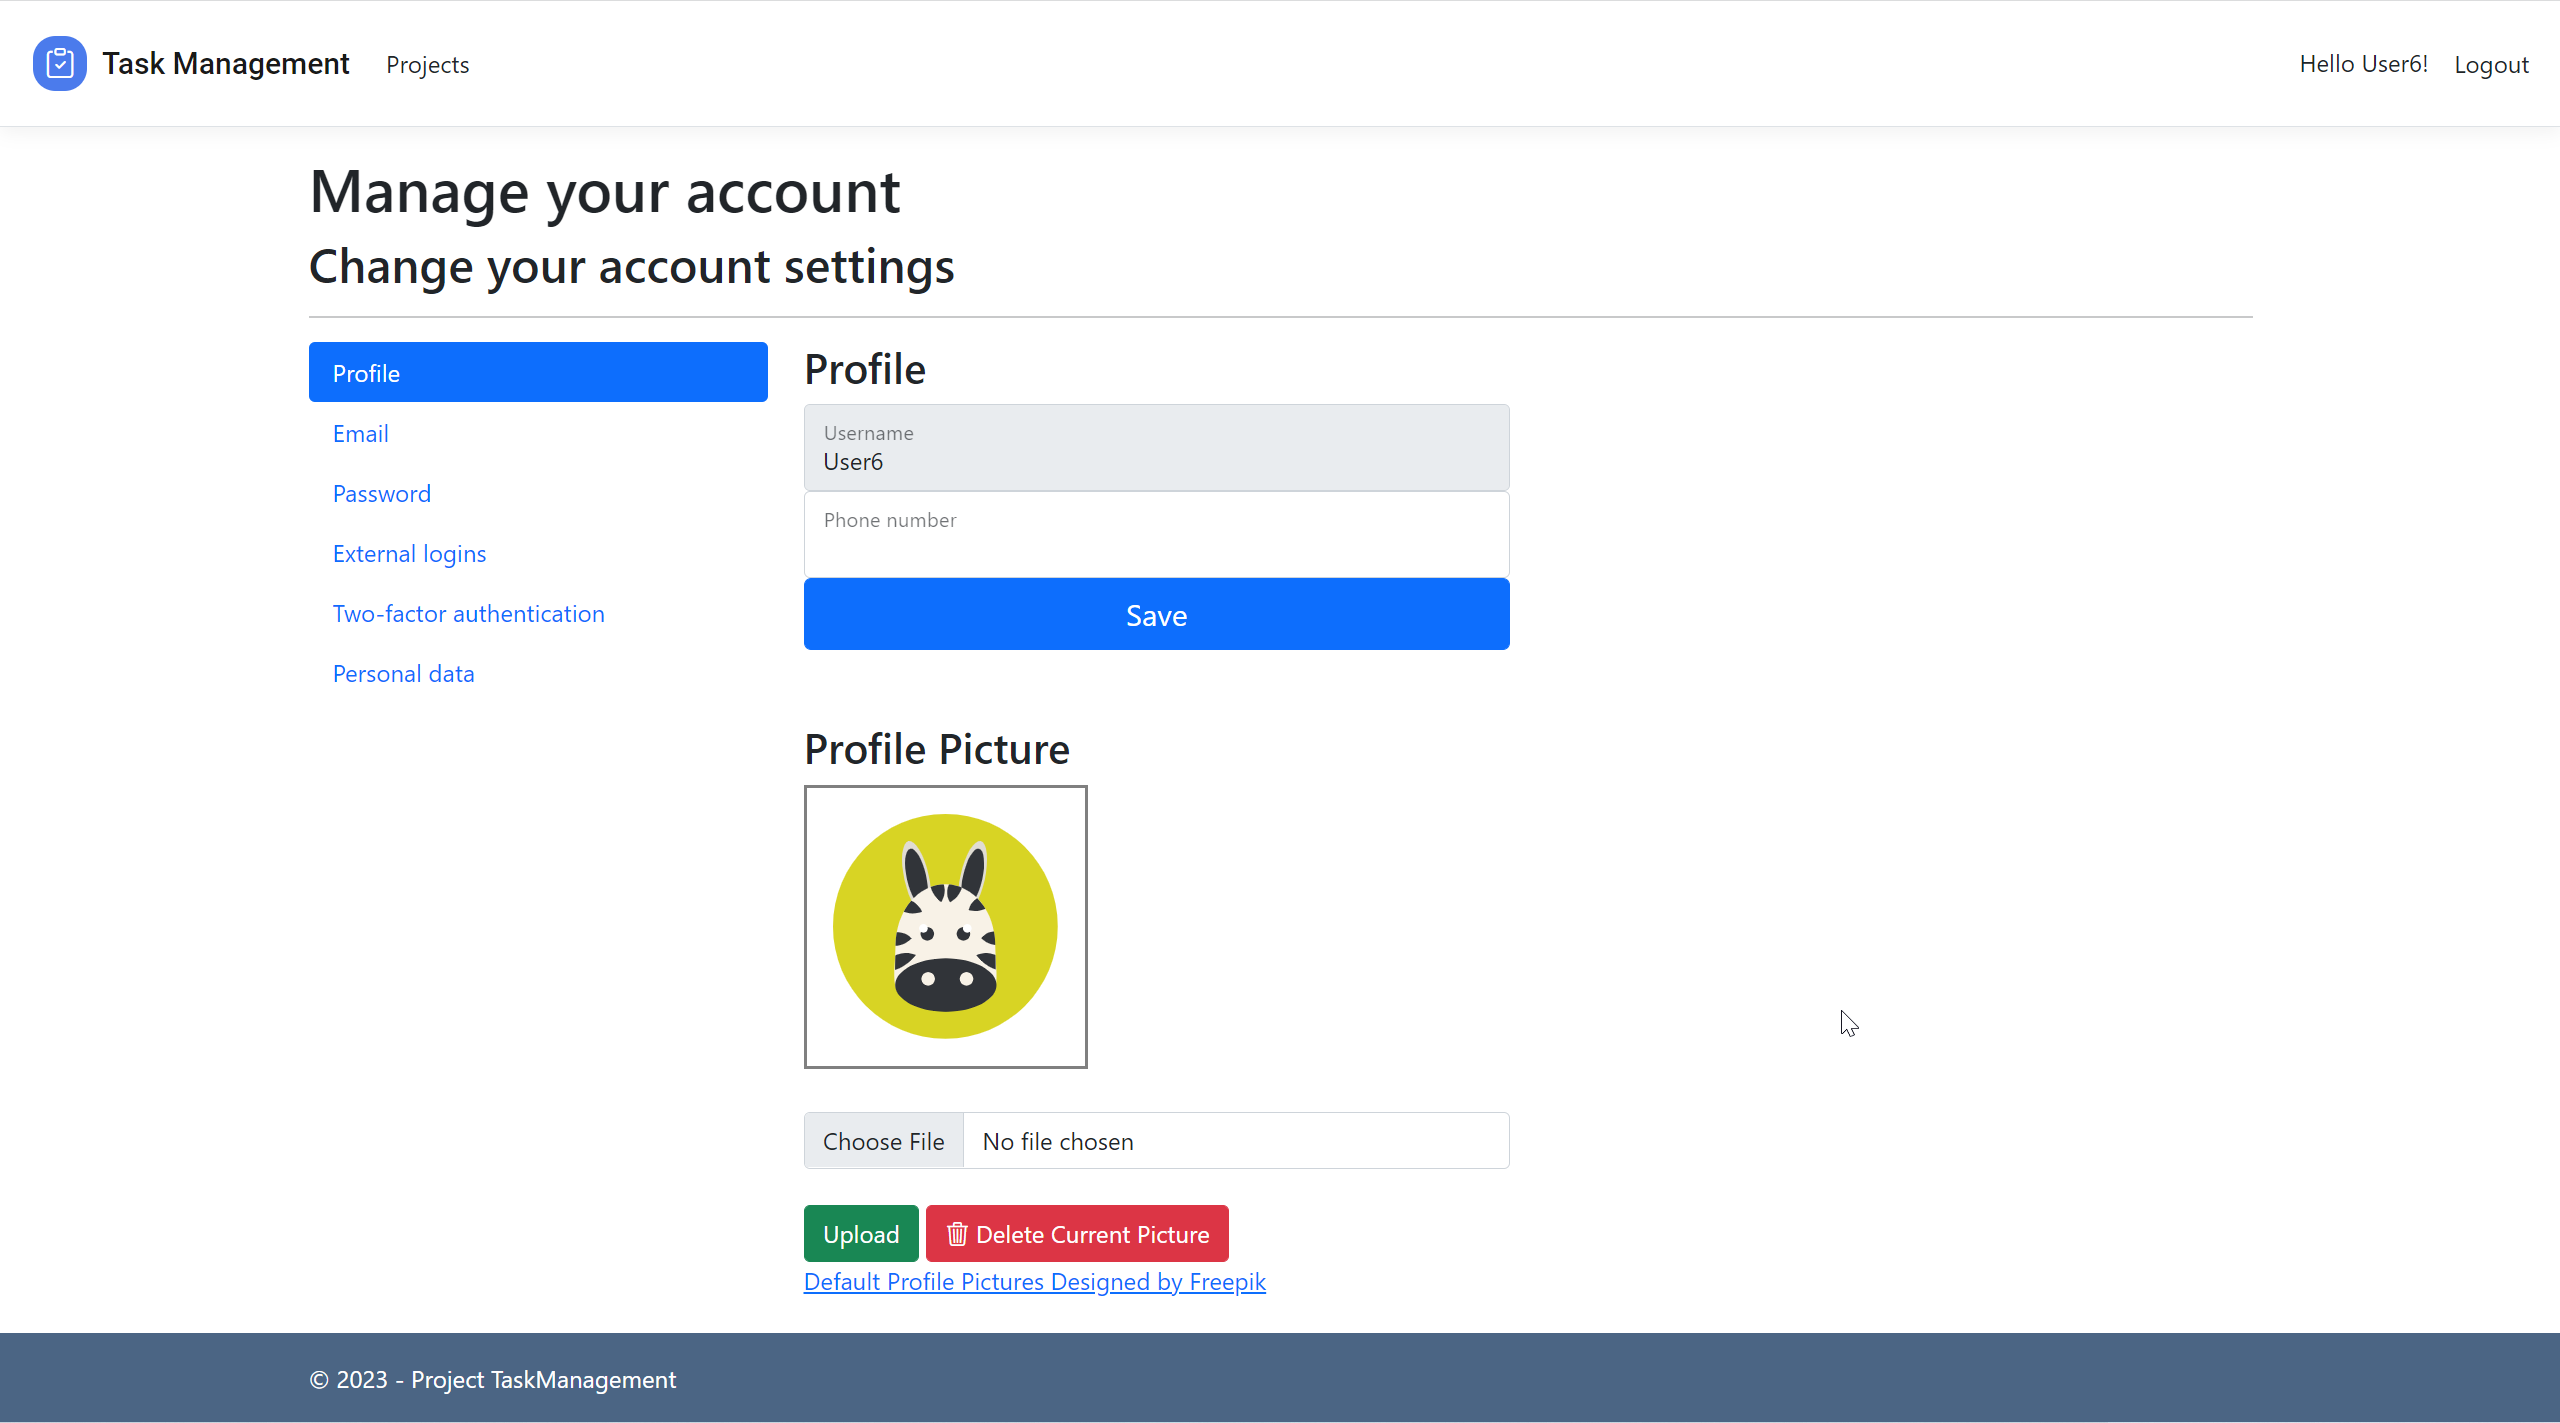 Task Management Projects Hello User6! Logout
Manage your account
Change your account settings
Profile
Email
Password
External logins
Two-factor authentication
Personal data
Profile
Username
User6
Phone number
Save
Profile Picture
Choose File No file chosen
Upload Delete Current Picture
Default Profile Pictures Designed by Freepik
© 2023 - Project TaskManagement